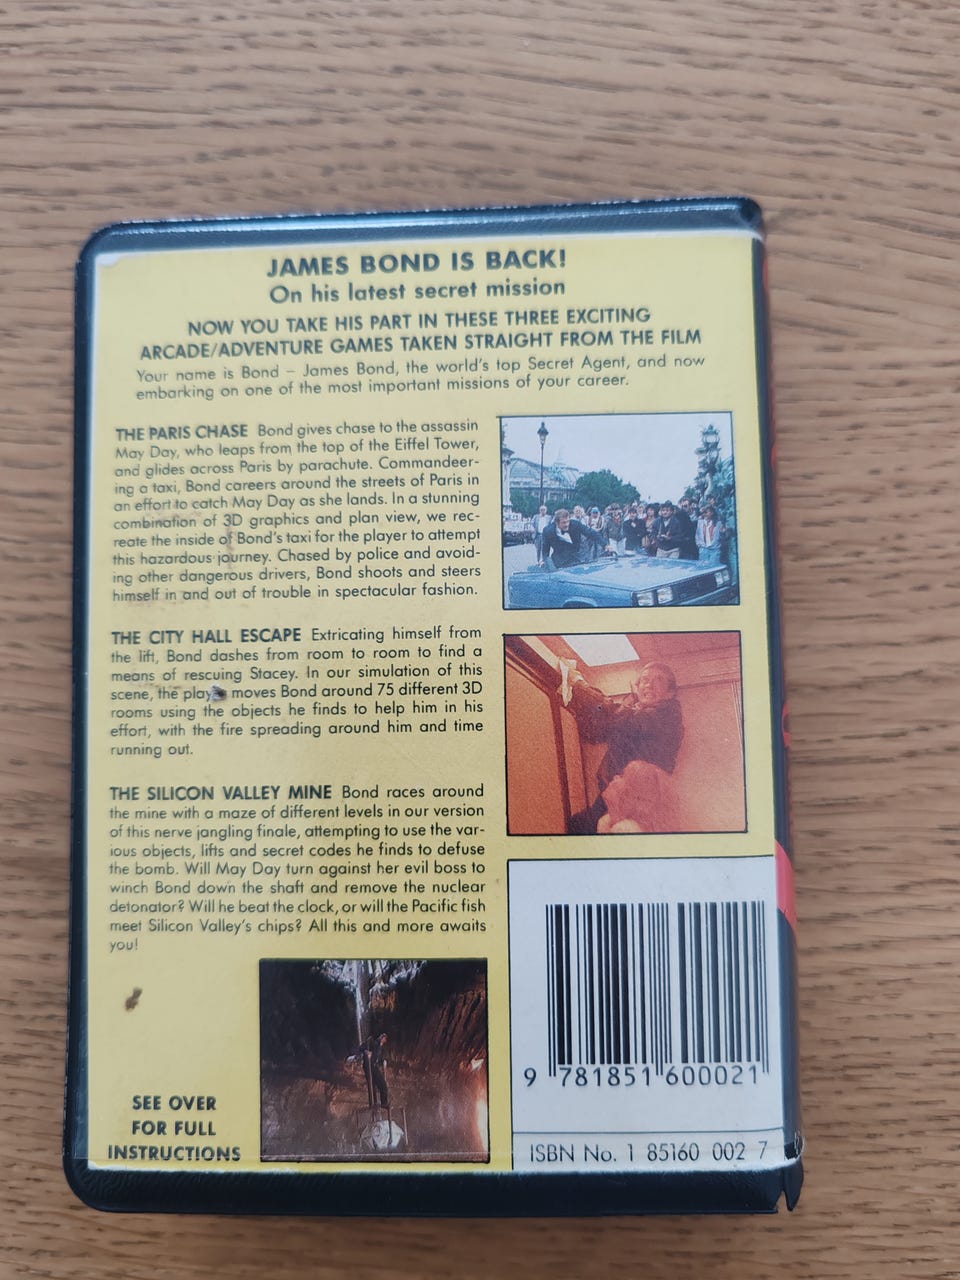 JAMES BOND IS BACK!
On his latest secret mission
NOW YOU TAKE HIS PART IN THESE THREE EXCITING
ARCADE/ADVENTURE GAMES TAKEN STRAIGHT FROM THE FILM
Your name is Bond – James Bond, the world's top Secret Agent, and now
embarking on one of the most important missions of your career.
THE PARIS CHASE Bond gives chase to the assassin
May Day, who leaps from the top of the Eiffel Tower,
and glides across Paris by parachute. Commandeer-
ing a taxi, Bond careers around the streets of Paris in
an effort to catch May Day as she lands. In a stunning
combination of 3D graphics and plan view, we rec-
reate the inside of Bond's taxi for the player to attempt
this hazardous journey. Chased by police and avoid-
ing other dangerous drivers, Bond shoots and steers
himself in and out of trouble in spectacular fashion.
THE CITY HALL ESCAPE Extricating himself from
the lift, Bond dashes from room to room to find a
means of rescuing Stacey. In our simulation of this
scene, the moves Bond around 75 different 3D
rooms using the objects he finds to help him in his
effort, with the fire spreading around him and time
running out.
THE SILICON VALLEY MINE Bond races around
the mine with a maze of different levels in our version
of this nerve jangling finale, attempting to use the var-
ious objects, lifts and secret codes he finds to defuse
the bomb. Will May Day turn against her evil boss to
winch Bond down the shaft and remove the nuclear
detonator? Will he beat the clock, or will the Pacific fish
meet Silicon Valley's chips? All this and more awaits
you!
SEE OVER
FOR FULL
INSTRUCTIONS
9 781851 600021
ISBN No. 1 85160 002 7